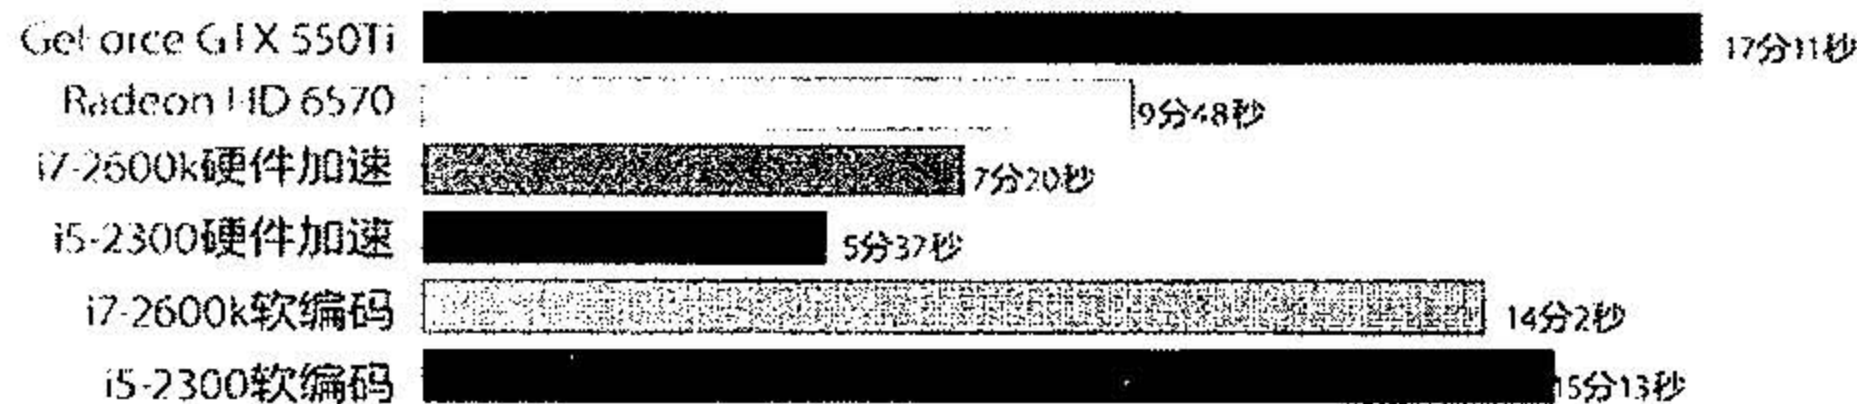 GeForce GTX 550Ti 17分11秒
Radeon HD 6570 9分48秒
i7-2600k硬件加速 7分20秒
i5-2300硬件加速 5分37秒
i7-2600k软编码 14分2秒
i5-2300软编码 15分13秒